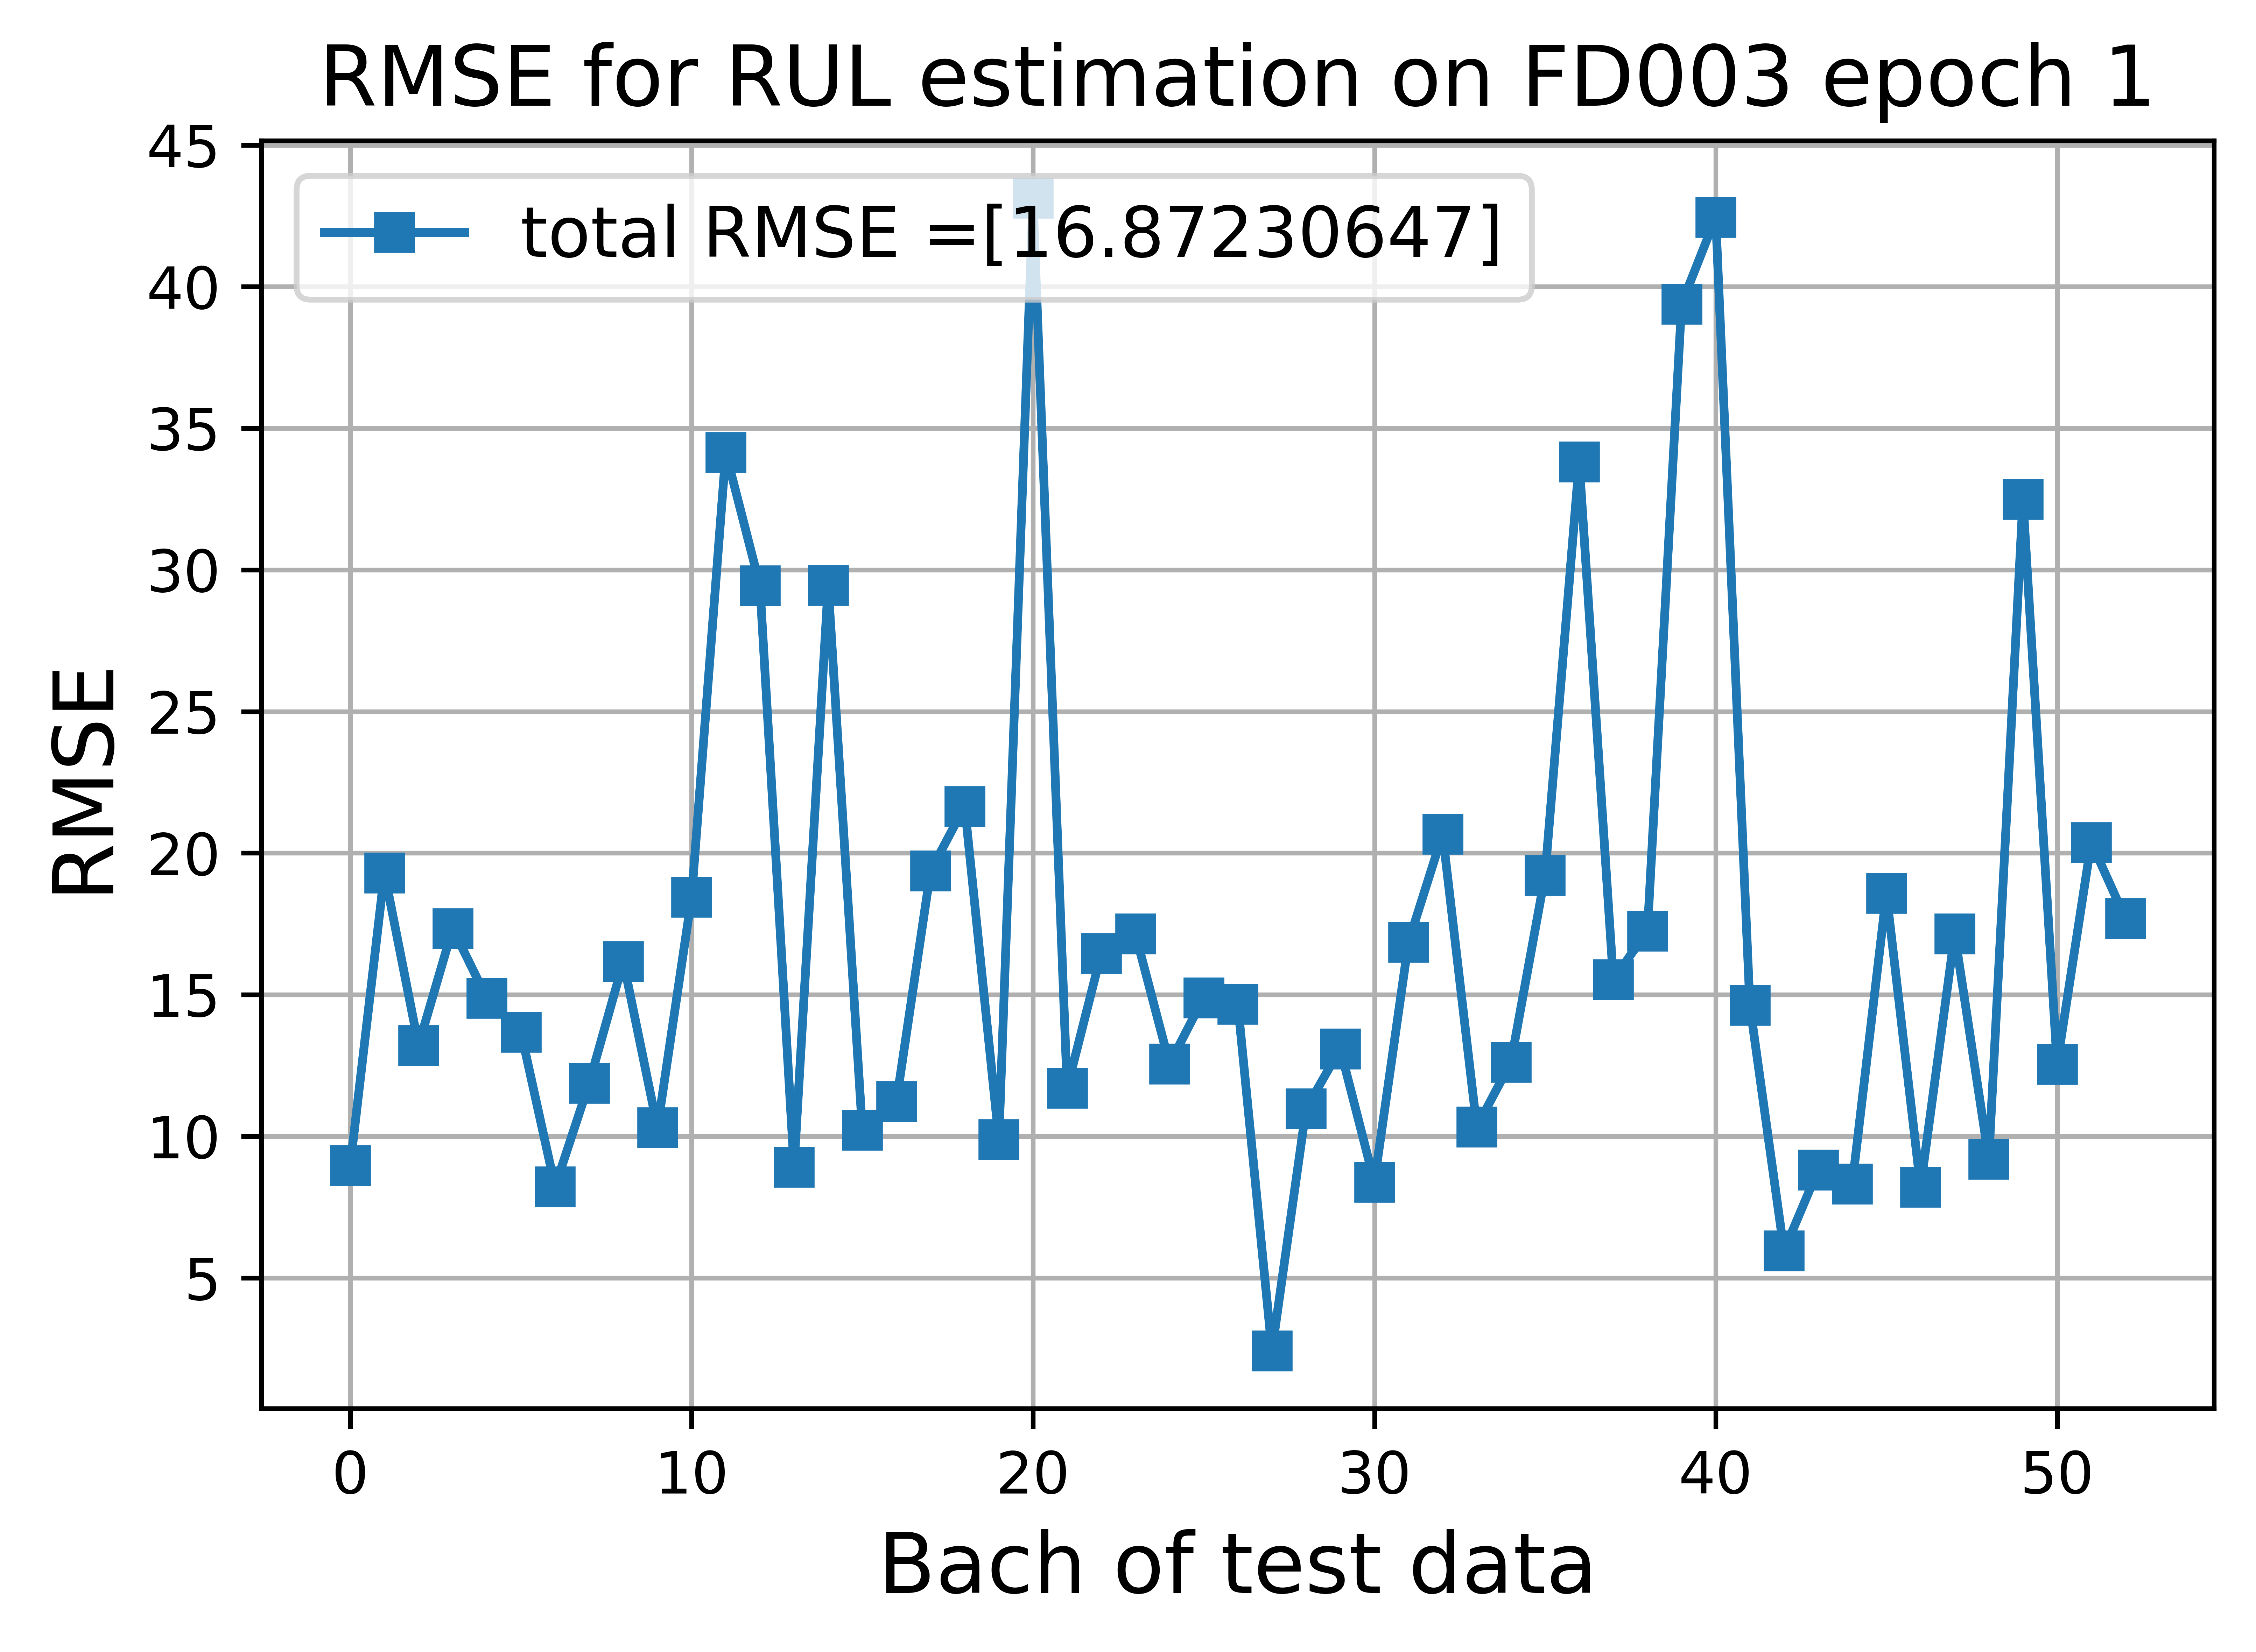 RMSE for RUL estimation on FD003 epoch 1
45
40
35
30
25
20
15
10
5
RMSE
total RMSE =[16.87230647]
0 10 20 30 40 50
Bach of test data